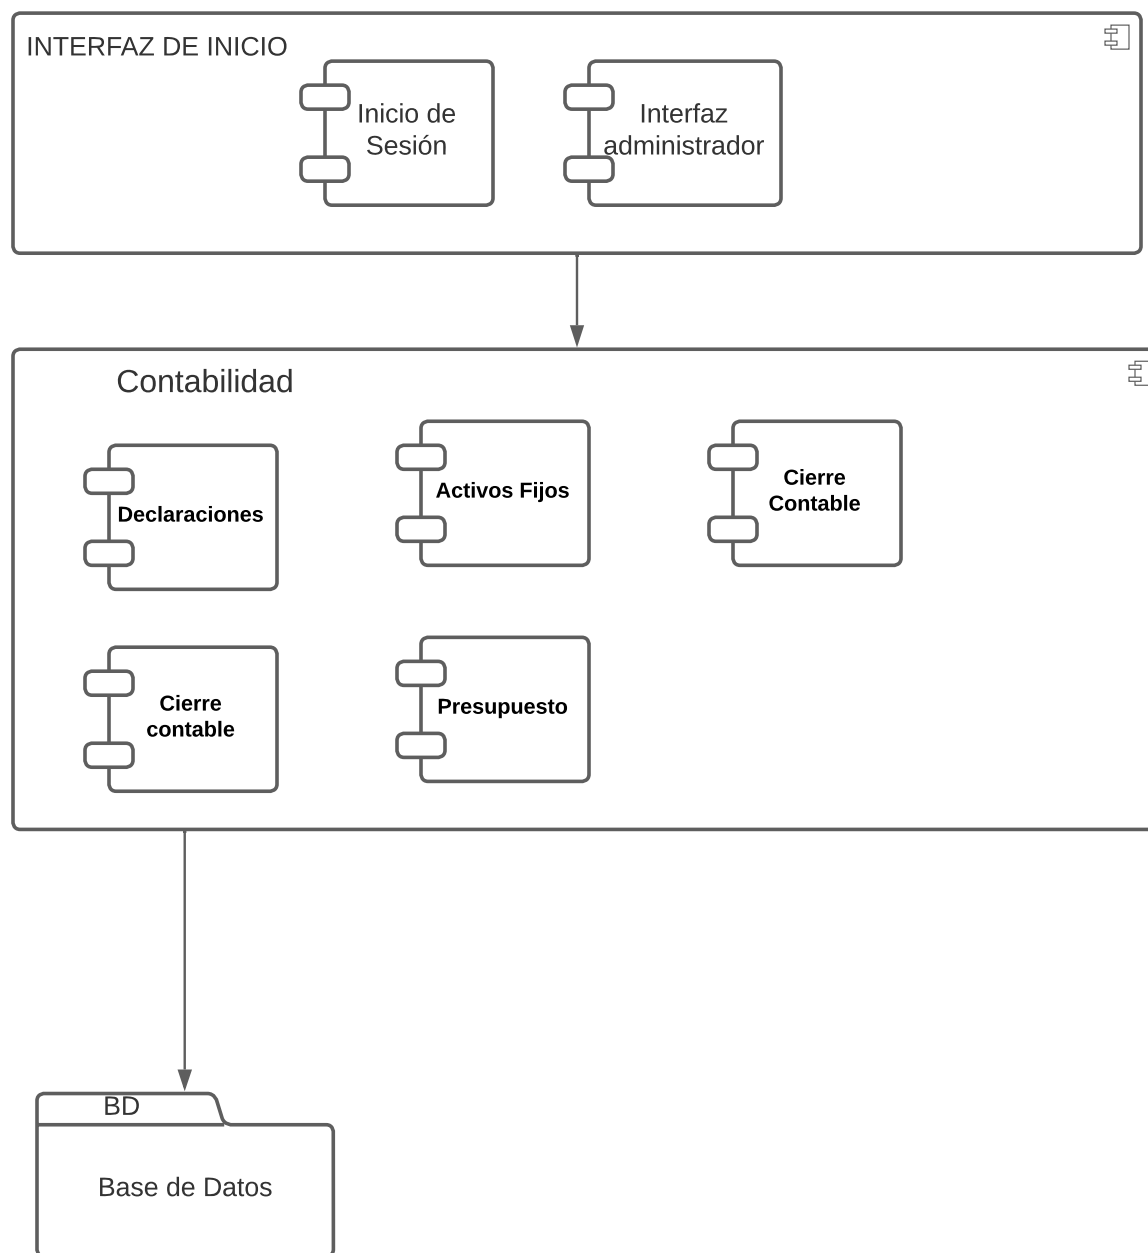 INTERFAZ DE INICIO
Inicio de
Sesión
Interfaz
administrador
Contabilidad
Declaraciones
Activos Fijos
Cierre
Contable
Cierre
contable
Presupuesto
BD
Base de Datos